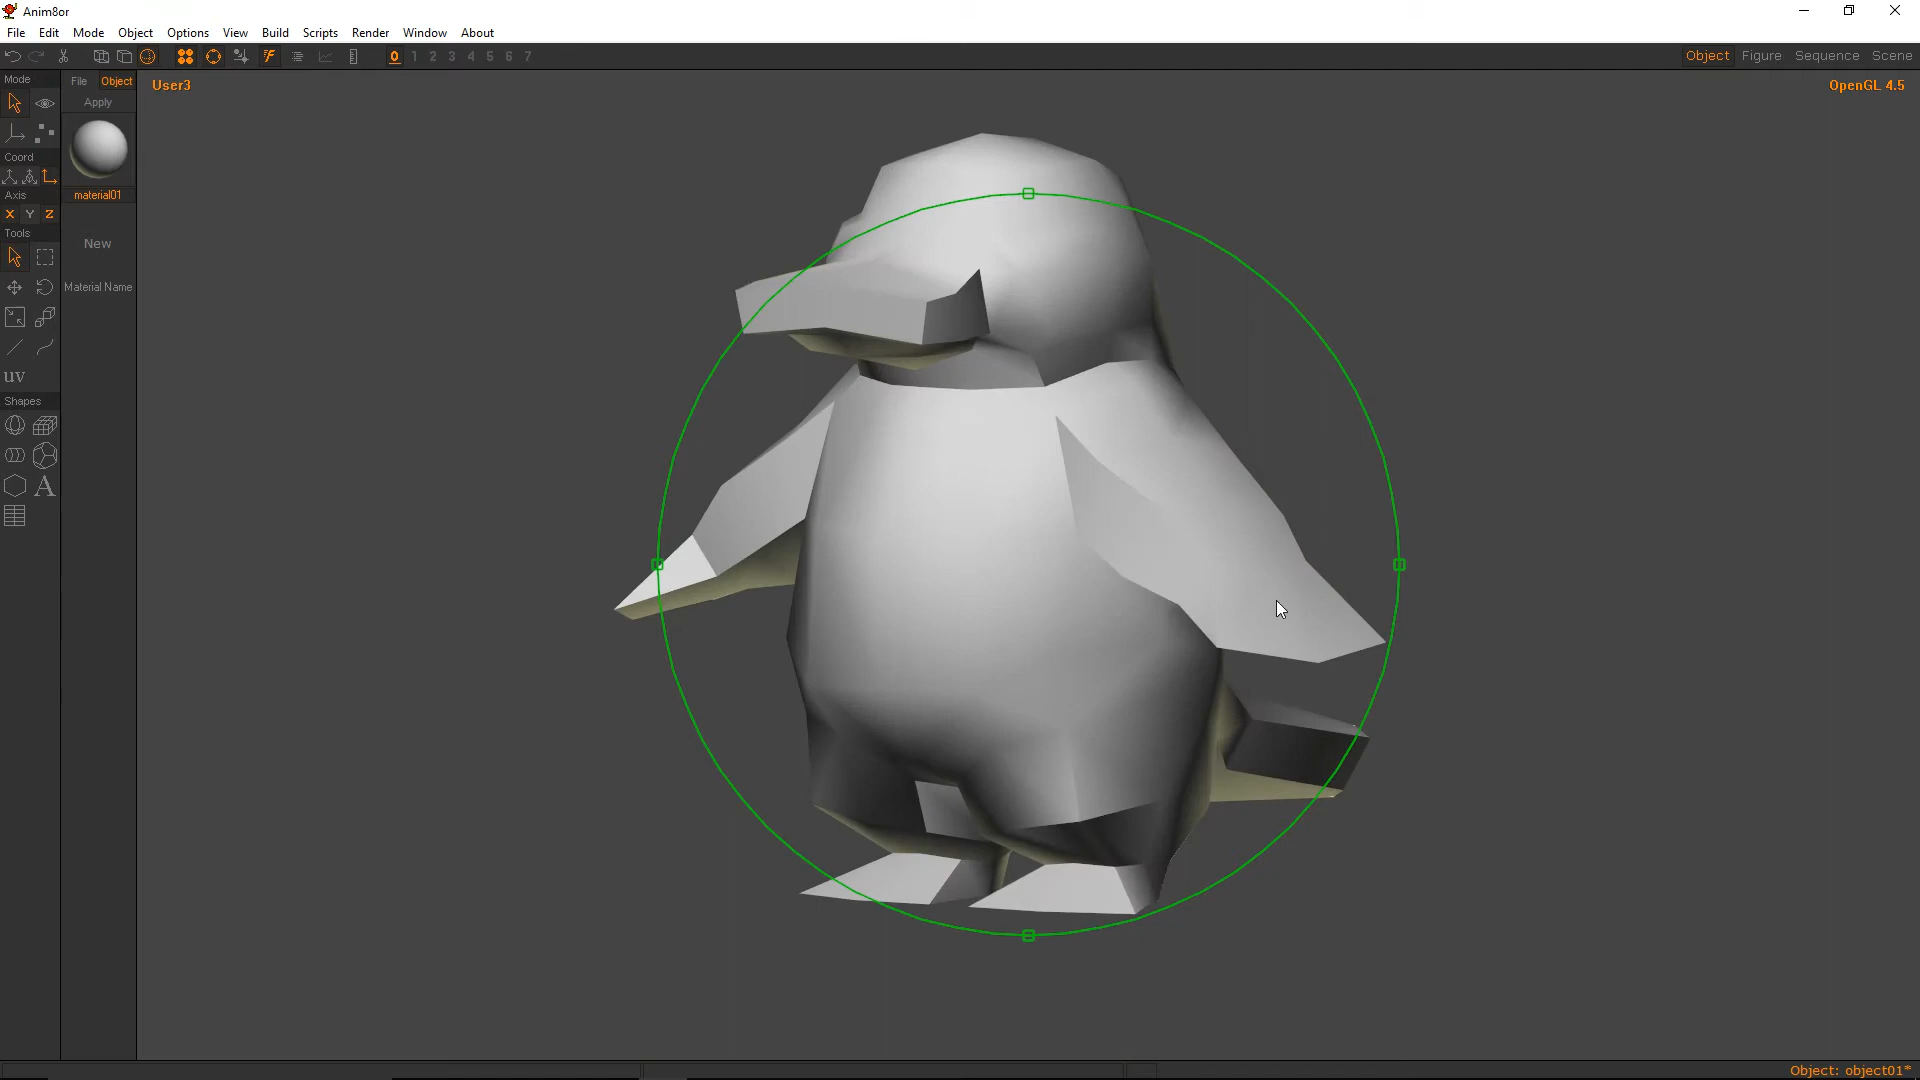 Anim8or
File Edit Mode Object Options View Build Scripts Render Window About
0 1 2 3 4 5 6 7
Object Figure Sequence Scene
Mode
File Object
User3
OpenGL 4.5
Apply
Coord
Axis
material01
X Y Z
Tools
New
Material Name
UV
Shapes
A
Object: object01*